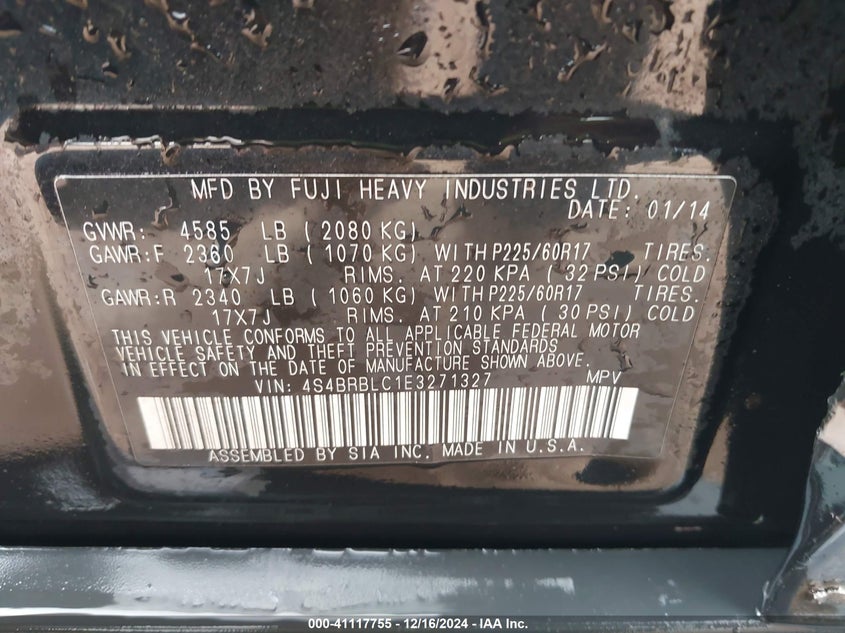 MFD BY FUJI HEAVY INDUSTRIES LTD.
DATE: 01/14
GVWR: 4585 LB ( 2080 KG)
GAWR:F 2360 LB ( 1070 KG) WITH P225/60R17 TIRES.
17X7J RIMS. AT 220 KPA ( 32 PSI) COLD
GAWR:R 2340 LB ( 1060 KG) WITH P225/60R17 TIRES.
17X7J RIMS. AT 210 KPA ( 30 PSI) COLD
THIS VEHICLE CONFORMS TO ALL APPLICABLE FEDERAL MOTOR
VEHICLE SAFETY AND THEFT PREVENTION STANDARDS
IN EFFECT ON THE DATE OF MANUFACTURE SHOWN ABOVE.
VIN: 4S4BRBLC1E3271327 MPV
ASSEMBLED BY SIA INC. MADE IN U.S.A.
000-41117755 - 12/16/2024 - IAA Inc.